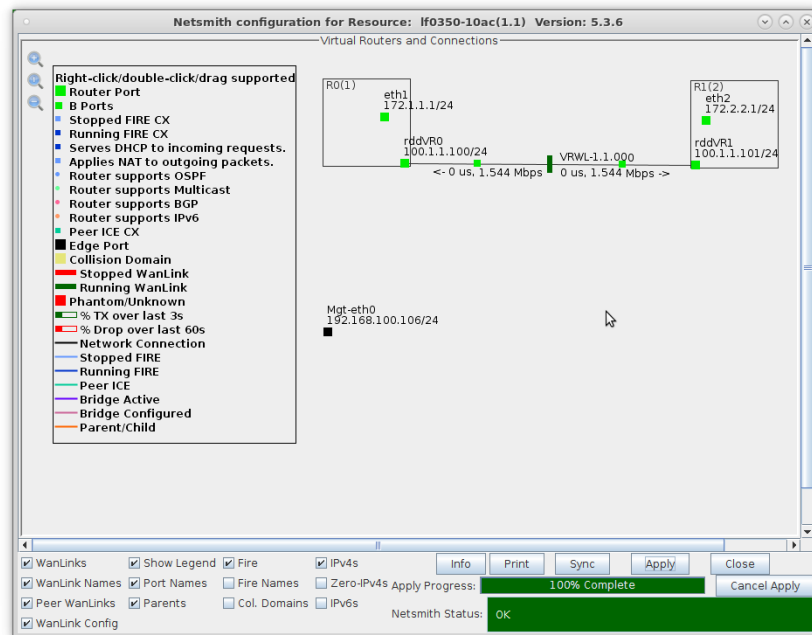 Netsmith configuration for Resource: lf0350-10ac(1.1) Version: 5.3.6
Virtual Routers and Connections
Right-click/double-click/drag supported
Router Port
B Ports
Stopped FIRE CX
Running FIRE CX
Serves DHCP to incoming requests.
Applies NAT to outgoing packets.
Router supports OSPF
Router supports Multicast
Router supports BGP
Router supports IPv6
Peer ICE CX
Edge Port
Collision Domain
Stopped WanLink
Running WanLink
Phantom/Unknown
% TX over last 3s
% Drop over last 60s
Network Connection
Stopped FIRE
Running FIRE
Peer ICE
Bridge Active
Bridge Configured
Parent/Child
R0(1)
eth1
172.1.1.1/24
rddVR0
100.1.1.100/24
VRWL-1.1.000
<- 0 us, 1.544 Mbps
0 us, 1.544 Mbps ->
R1(2)
eth2
172.2.2.1/24
rddVR1
100.1.1.101/24
Mgt-eth0
192.168.100.106/24
WanLinks Show Legend Fire IPv4s Info Print Sync Apply Close
WanLink Names Port Names Fire Names Zero-IPv4s Apply Progress: 100% Complete Cancel Apply
Peer WanLinks Parents Col. Domains IPv6s Netsmith Status: OK
WanLink Config